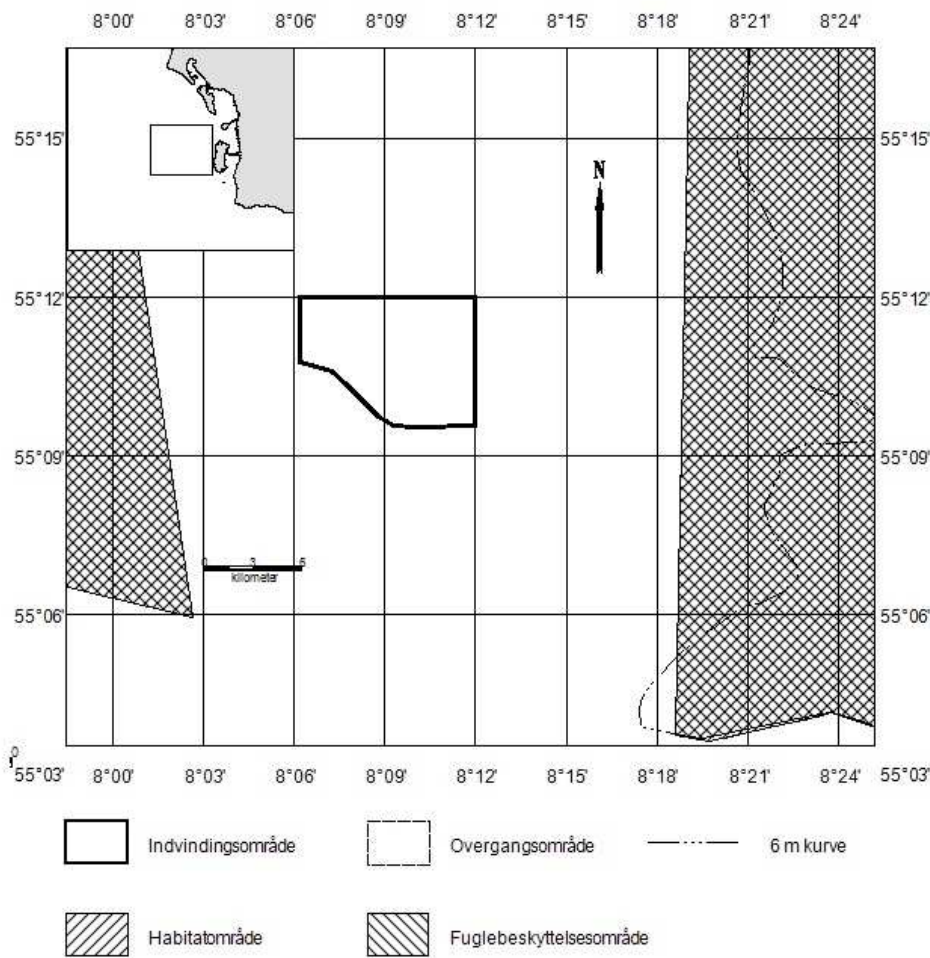 8°00' 8°03' 8°06' 8°09' 8°12' 8°15' 8°18' 8°21' 8°24'
55°15' 55°15'
N
55°12' 55°12'
55°09' 55°09'
0 3 6
kilometer
55°06' 55°06'
0
55°03' 8°00' 8°03' 8°06' 8°09' 8°12' 8°15' 8°18' 8°21' 8°24' 55°03'
Indvindingsområde Overgangsområde 6 m kurve
Habitatområde Fuglebeskyttelsesområde